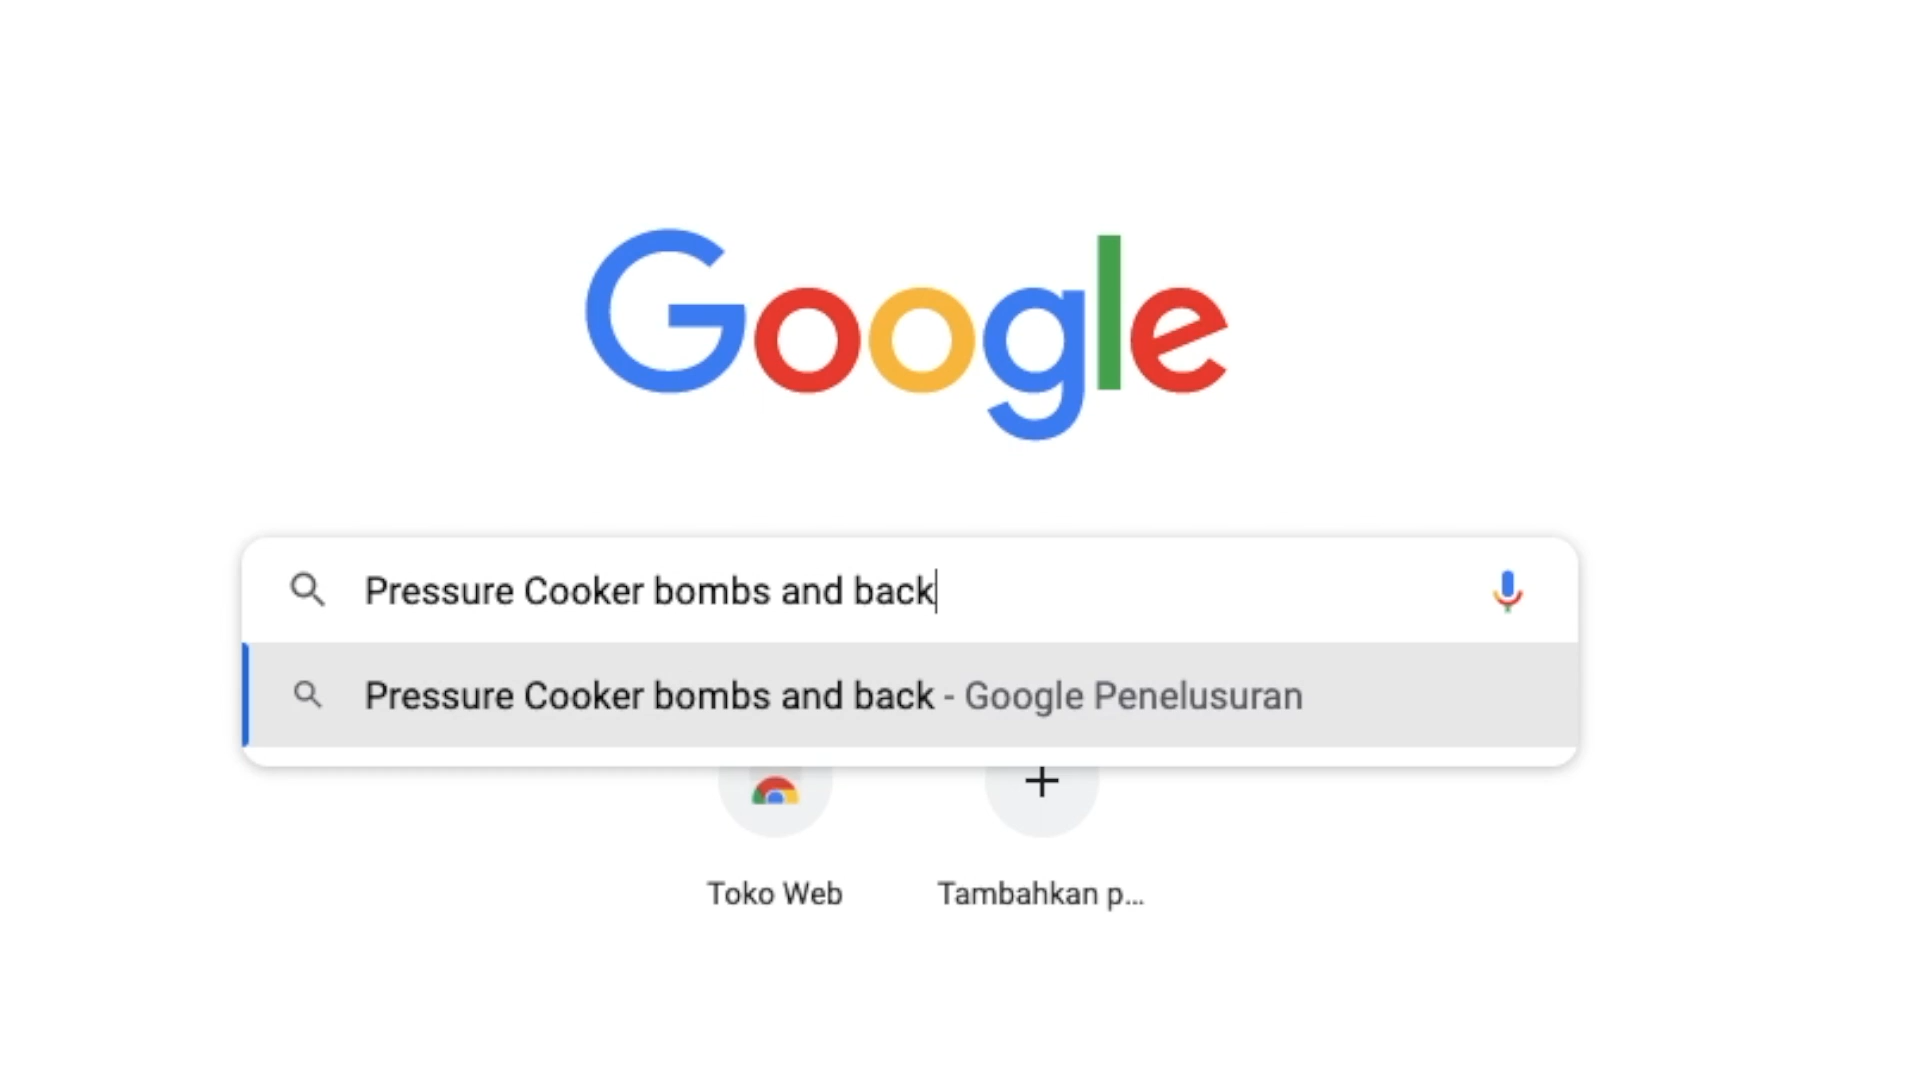 Google
Pressure Cooker bombs and back
Pressure Cooker bombs and back - Google Penelusuran
Toko Web
Tambahkan p...